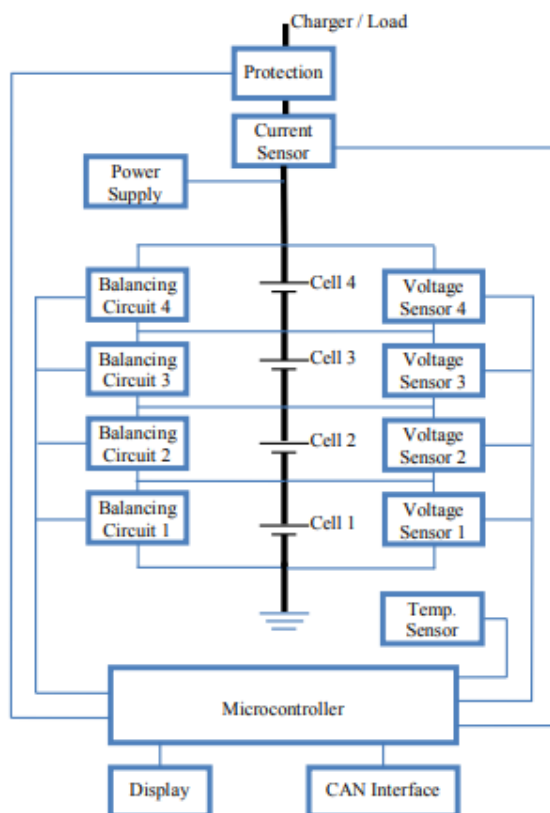 Charger / Load
Protection
Current
Sensor
Power
Supply
Balancing
Circuit 4
Cell 4
Voltage
Sensor 4
Balancing
Circuit 3
Cell 3
Voltage
Sensor 3
Balancing
Circuit 2
Cell 2
Voltage
Sensor 2
Balancing
Circuit 1
Cell 1
Voltage
Sensor 1
Temp.
Sensor
Microcontroller
Display
CAN Interface